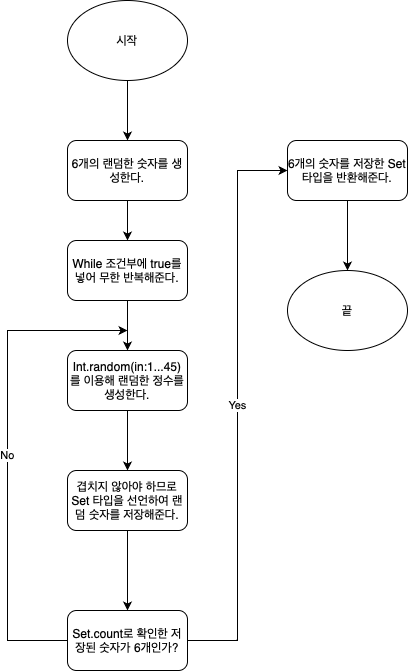 시작
6개의 랜덤한 숫자를 생
성한다.
While 조건부에 true를
넣어 무한 반복해준다.
Int.random(in:1...45)
를 이용해 랜덤한 정수를
생성한다.
No
겹치지 않아야 하므로
Set 타입을 선언하여 랜
덤 숫자를 저장해준다.
Set.count로 확인한 저
장된 숫자가 6개인가?
Yes
6개의 숫자를 저장한 Set
타입을 반환해준다.
끝